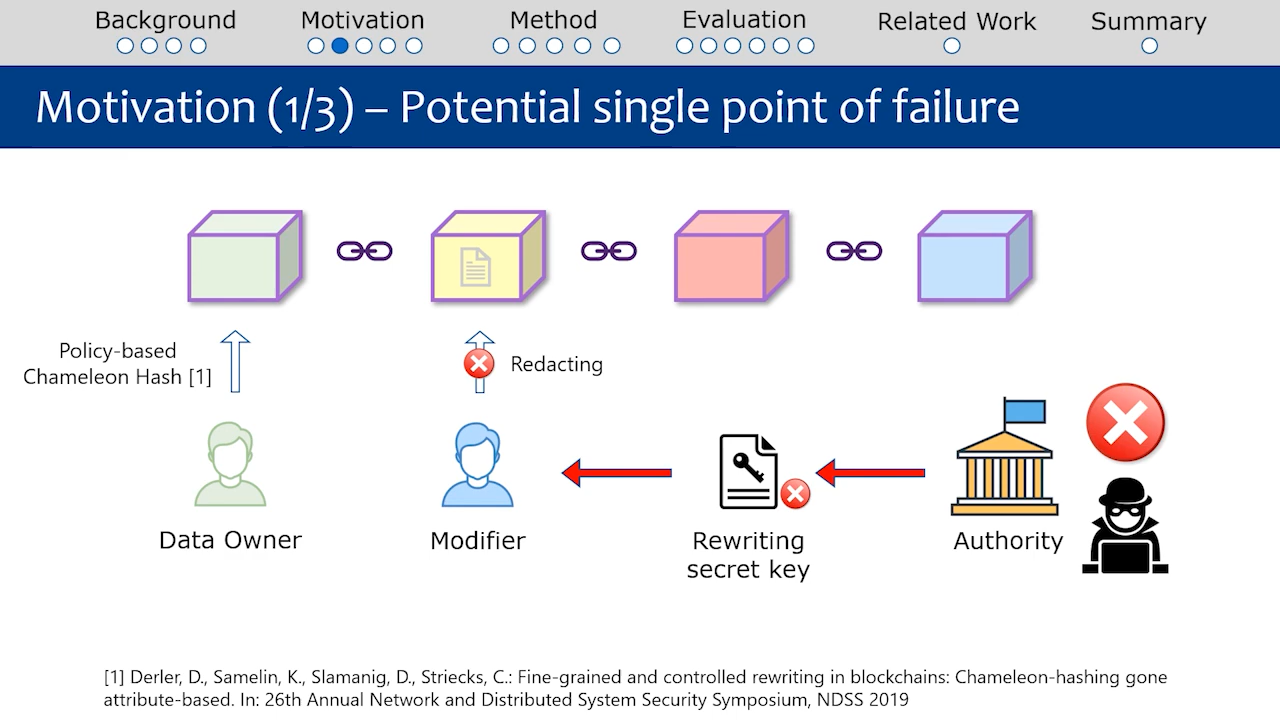 Background Motivation Method Evaluation Related Work Summary
Motivation (1/3) – Potential single point of failure
Policy-based
Chameleon Hash [1]
Redacting
Data Owner
Modifier
Rewriting
secret key
Authority
[1] Derler, D., Samelin, K., Slamanig, D., Striecks, C.: Fine-grained and controlled rewriting in blockchains: Chameleon-hashing gone
attribute-based. In: 26th Annual Network and Distributed System Security Symposium, NDSS 2019